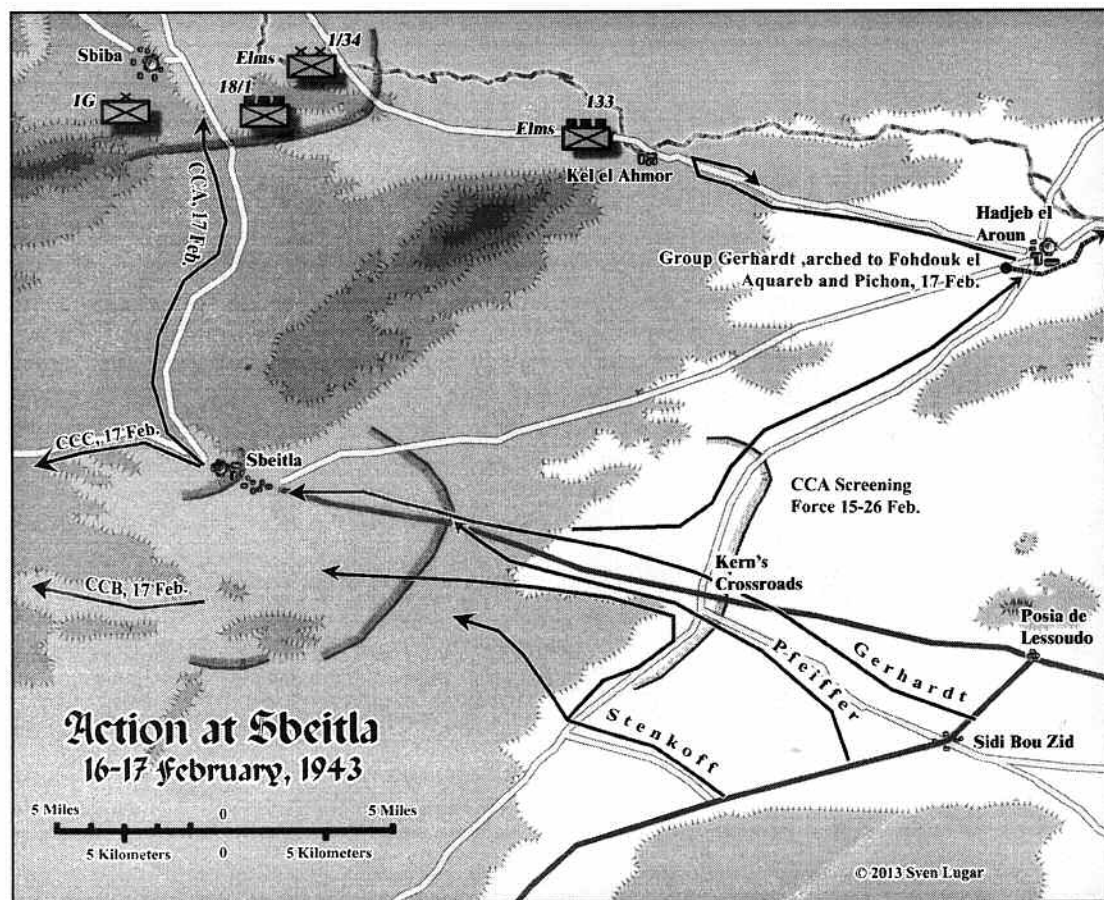 Sbiba
Elms
1/34
1G
18/1
133
Elms
Kel el Ahmor
CCA, 17 Feb.
Hadjeb el
Aroun
Group Gerhardt ,arched to Fohdouk el
Aquareb and Pichon, 17 Feb.
CCC, 17 Feb.
Sbeitla
CCA Screening
Force 15-26 Feb.
Kern's
Crossroads
CCB, 17 Feb.
Posia de
Lessoudo
Gerhardt
Pfeiffer
Stenkoff
Sidi Bou Zid
Action at Sbeitla
16-17 February, 1943
5 Miles 0 5 Miles
5 Kilometers 0 5 Kilometers
© 2013 Sven Lugar